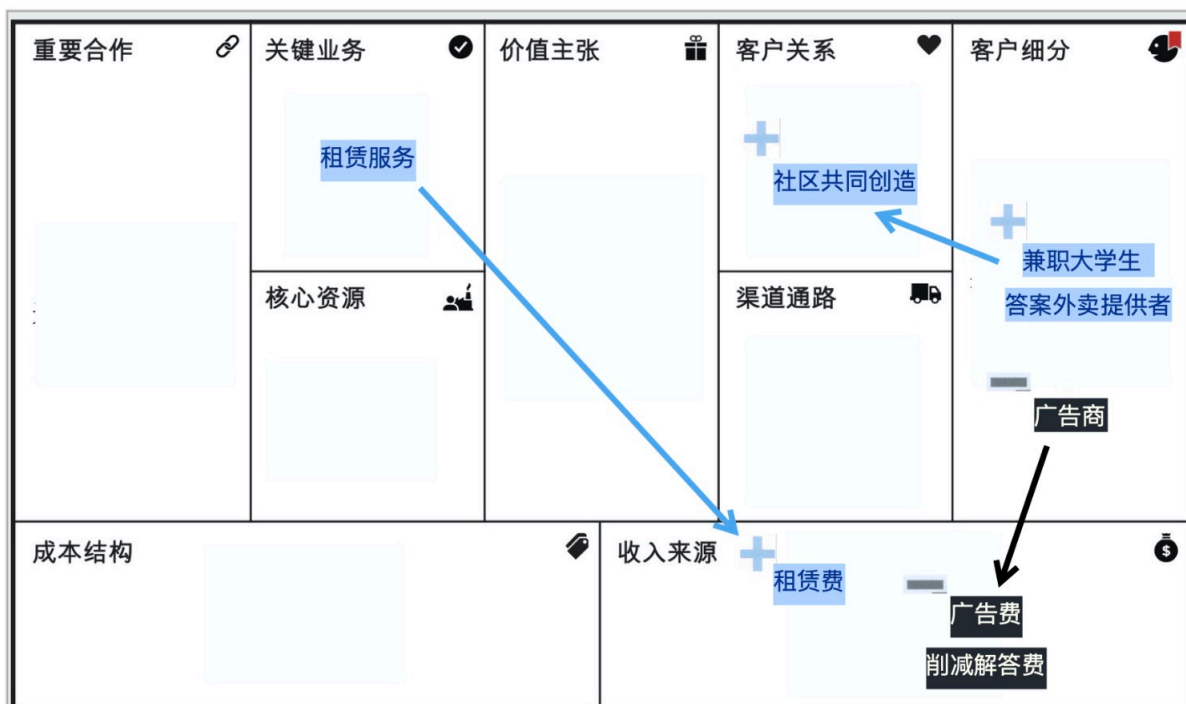 重要合作
关键业务
租赁服务
核心资源
价值主张
客户关系
社区共同创造
渠道通路
客户细分
兼职大学生
答案外卖提供者
广告商
成本结构
收入来源
租赁费
广告费
削减解答费